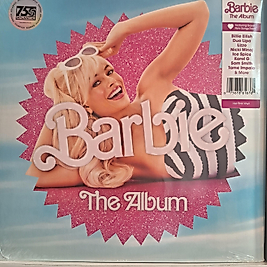 75
Barbie
The Album
Billie Eilish
Dua Lipa
Lizzo
Nicki Minaj
Ice Spice
Karol G
Sam Smith
Tame Impala
& More
Barbie
The Album